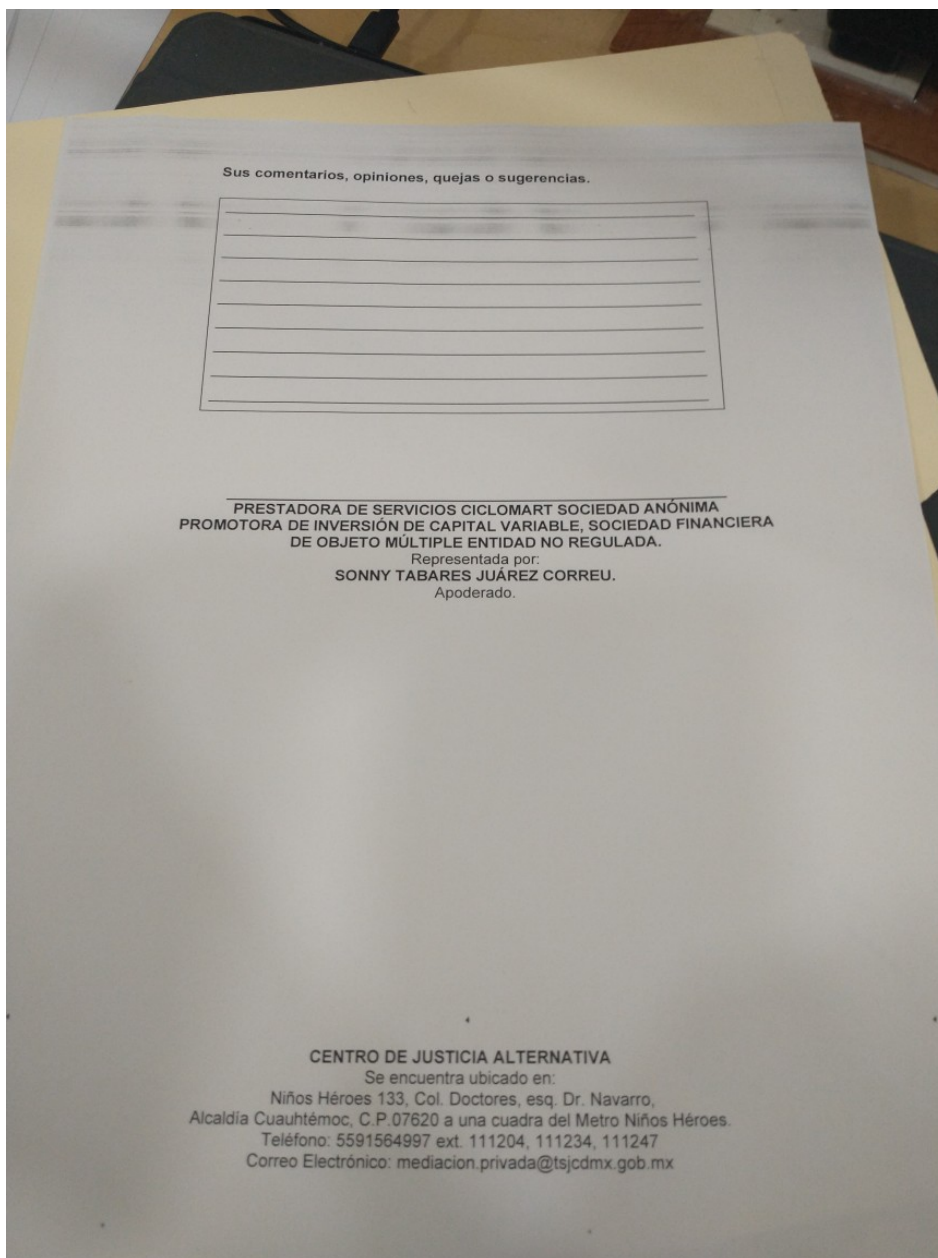 Sus comentarios, opiniones, quejas o sugerencias.
PRESTADORA DE SERVICIOS CICLOMART SOCIEDAD ANÓNIMA
PROMOTORA DE INVERSIÓN DE CAPITAL VARIABLE, SOCIEDAD FINANCIERA
DE OBJETO MÚLTIPLE ENTIDAD NO REGULADA.
Representada por:
SONNY TABARES JUÁREZ CORREU.
Apoderado.
CENTRO DE JUSTICIA ALTERNATIVA
Se encuentra ubicado en:
Niños Héroes 133, Col. Doctores, esq. Dr. Navarro,
Alcaldía Cuauhtémoc, C.P.07620 a una cuadra del Metro Niños Héroes.
Teléfono: 5591564997 ext. 111204, 111234, 111247
Correo Electrónico: mediacion.privada@tsjcdmx.gob.mx